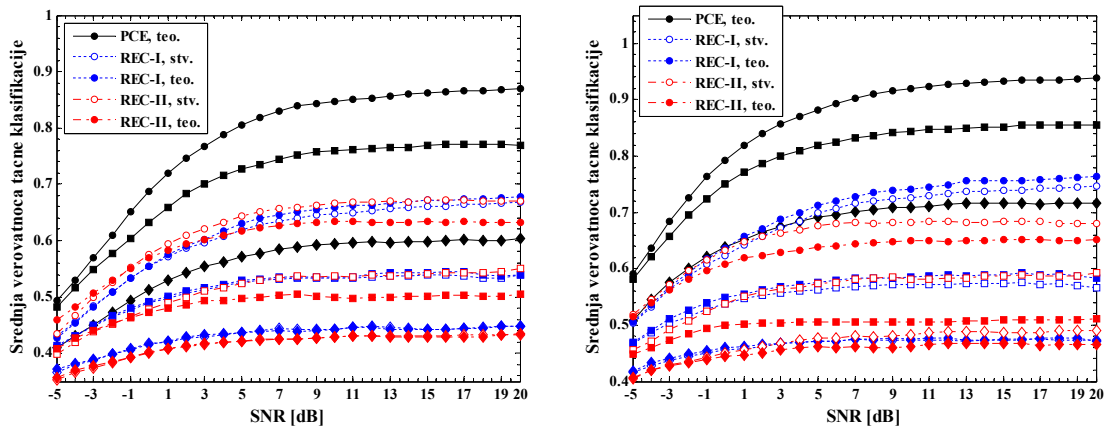 1
0.9
0.8
0.7
0.6
0.5
0.4
Srednja verovatnoca tacne klasifikacije
PCE, teo.
REC-I, stv.
REC-I, teo.
REC-II, stv.
REC-II, teo.
-5 -3 -1 1 3 5 7 9 11 13 15 17 19 20
SNR [dB]
1
0.9
0.8
0.7
0.6
0.5
0.4
Srednja verovatnoca tacne klasifikacije
PCE, teo.
REC-I, stv.
REC-I, teo.
REC-II, stv.
REC-II, teo.
-5 -3 -1 1 3 5 7 9 11 13 15 17 19 20
SNR [dB]